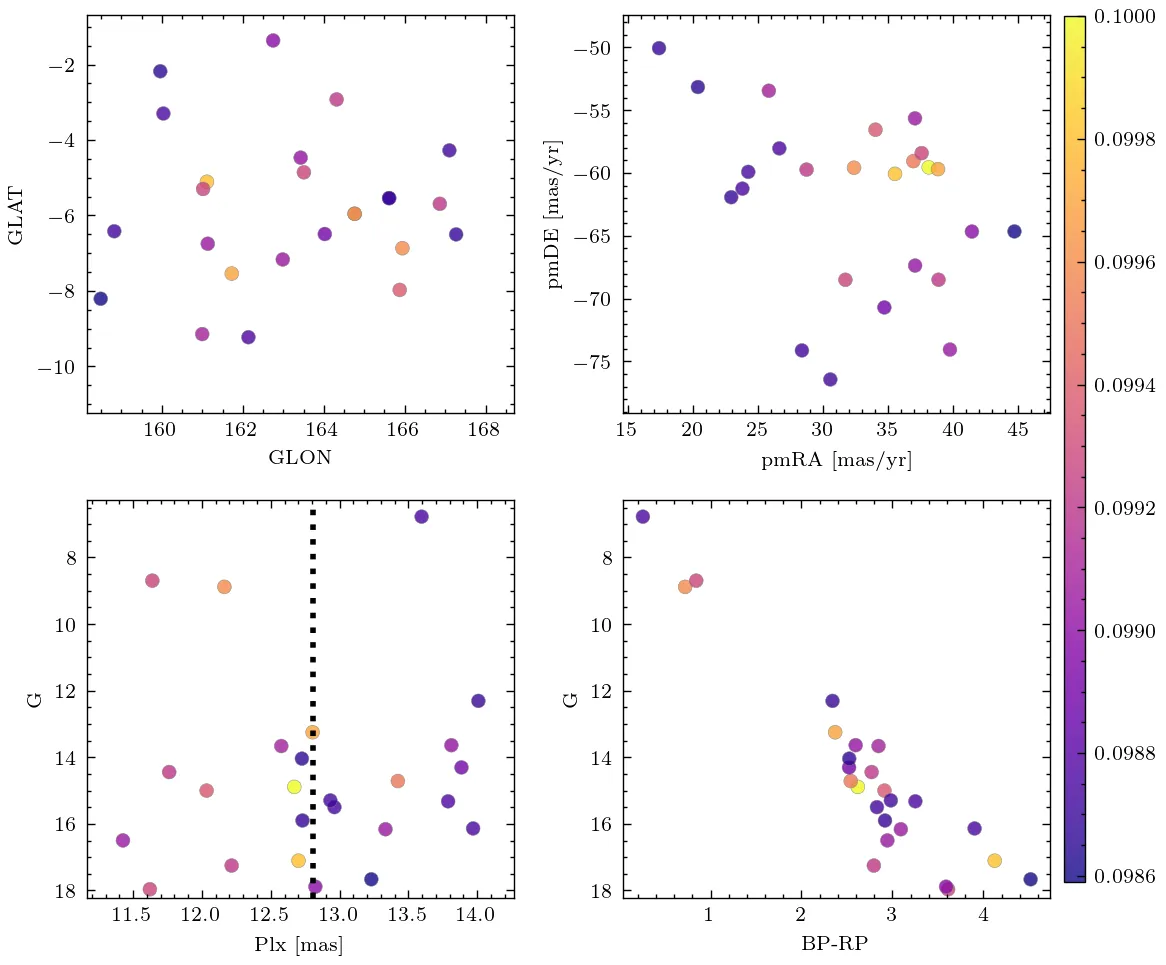 −2
−4
−6
−8
−10
GLAT
160 162 164 166 168
GLON
−50
−55
−60
−65
−70
−75
pmDE [mas/yr]
15 20 25 30 35 40 45
pmRA [mas/yr]
0.1000
0.0998
0.0996
0.0994
0.0992
0.0990
0.0988
0.0986
8
10
12
14
16
18
G
11.5 12.0 12.5 13.0 13.5 14.0
Plx [mas]
8
10
12
14
16
18
G
1 2 3 4
BP-RP